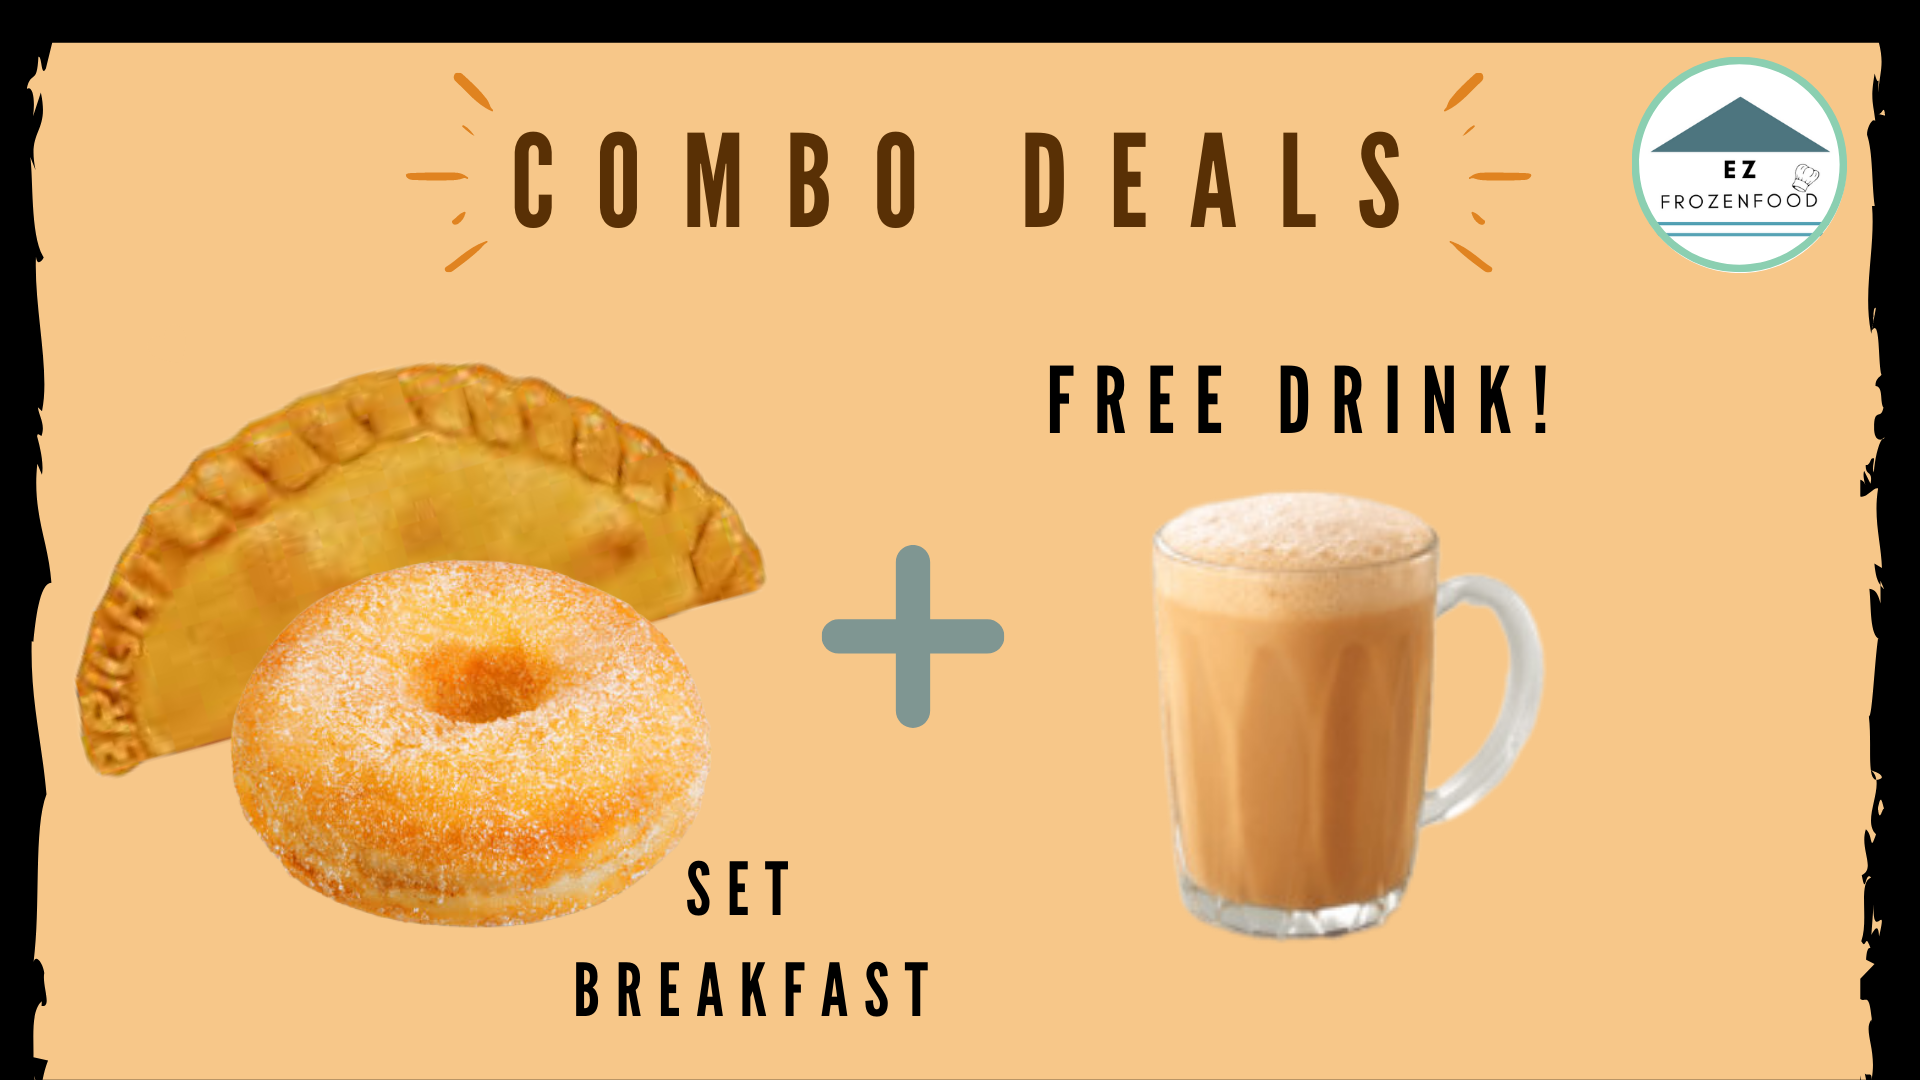 COMBO DEALS
EZ
FROZENFOOD
FREE DRINK!
SET
BREAKFAST